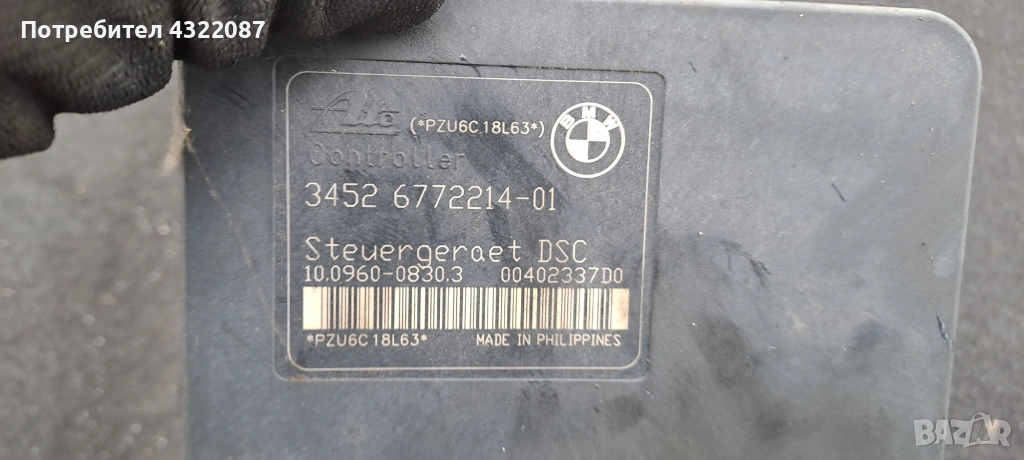 Потребител 4322087
Ate (*PZU6C18L63*)
BMW
Controller
3452 6772214-01
Steuergeraet DSC
10.0960-0830.3 00402337D0
*PZU6C18L63* MADE IN PHILIPPINES
BAZAR